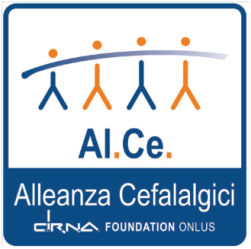 Al.Ce.
Alleanza Cefalalgici
CIRNA FOUNDATION ONLUS